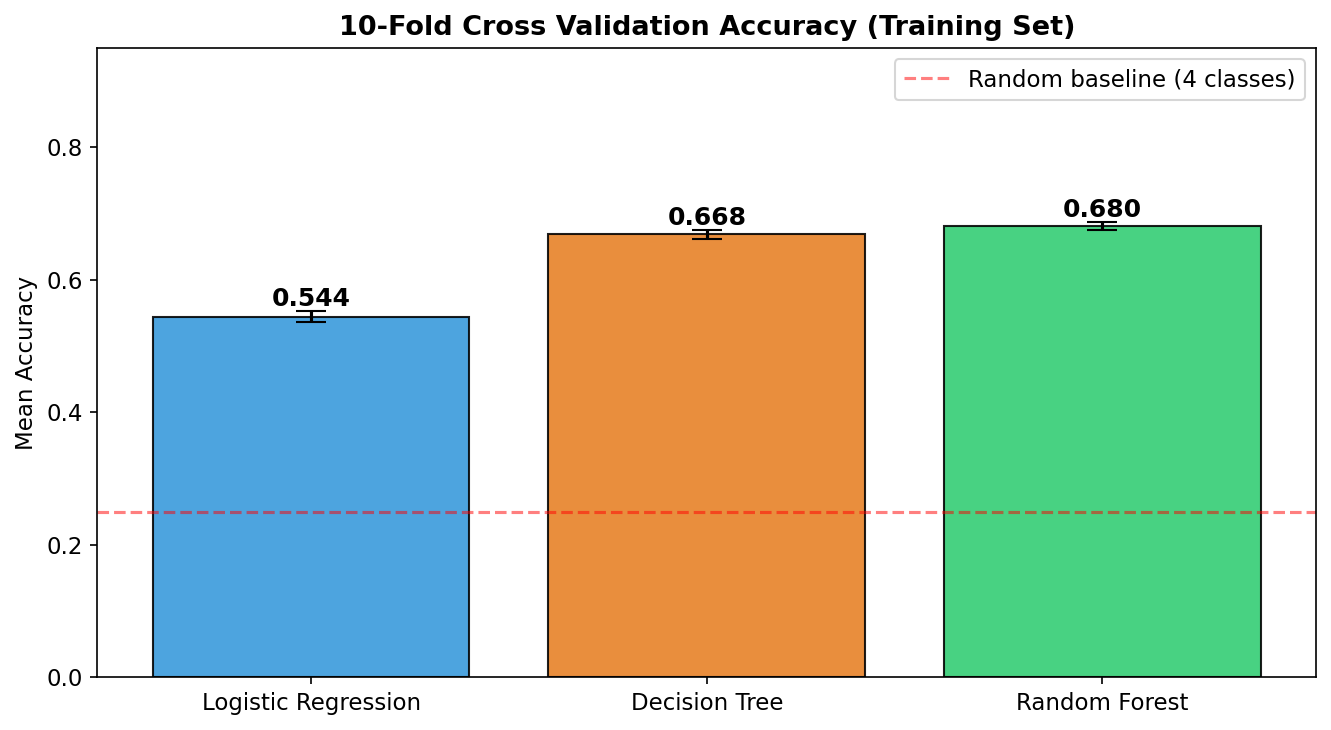 10-Fold Cross Validation Accuracy (Training Set)
Random baseline (4 classes)
Mean Accuracy
0.8
0.6
0.4
0.2
0.0
0.544
0.668
0.680
Logistic Regression
Decision Tree
Random Forest